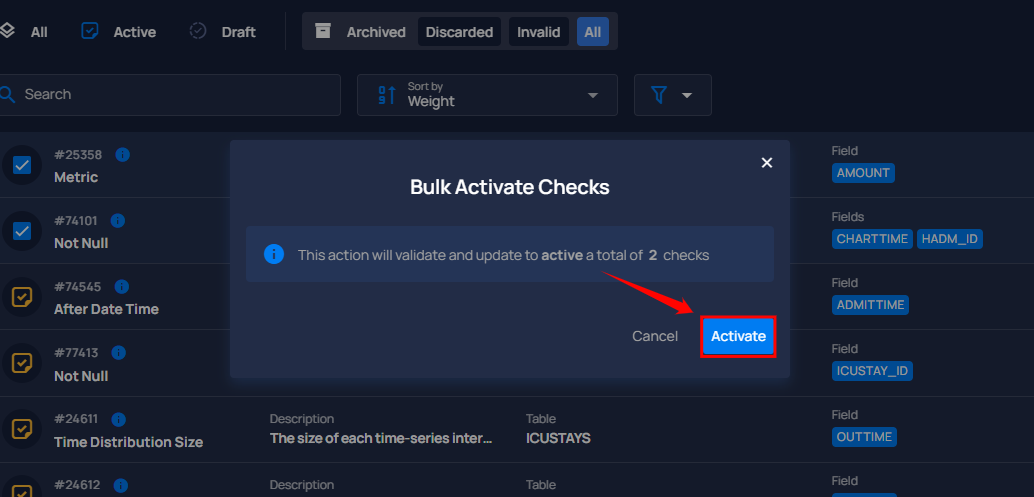 All Active Draft Archived Discarded Invalid All
Search
Sort by
Weight
#25358
Metric
Field
AMOUNT
Bulk Activate Checks
#74101
Not Null
Fields
CHARTTIME HADM_ID
This action will validate and update to active a total of 2 checks
#74545
After Date Time
Field
ADMITTIME
Cancel Activate
#77413
Not Null
Field
ICUSTAY_ID
#24611
Time Distribution Size
Description
The size of each time-series inter...
Table
ICUSTAYS
Field
OUTTIME
#24612
Description
Table
Field